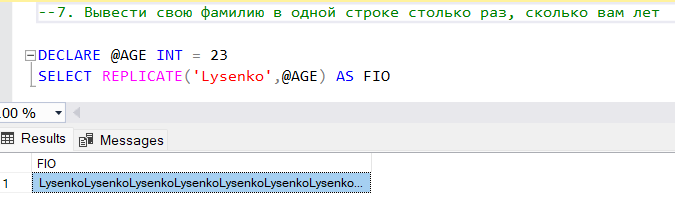 --7. Вывести свою фамилию в одной строке столько раз, сколько вам лет
DECLARE @AGE INT = 23
SELECT REPLICATE('Lysenko',@AGE) AS FIO
.00 %
Results Messages
FIO
1 LysenkoLysenkoLysenkoLysenkoLysenkoLysenkoLysenko...